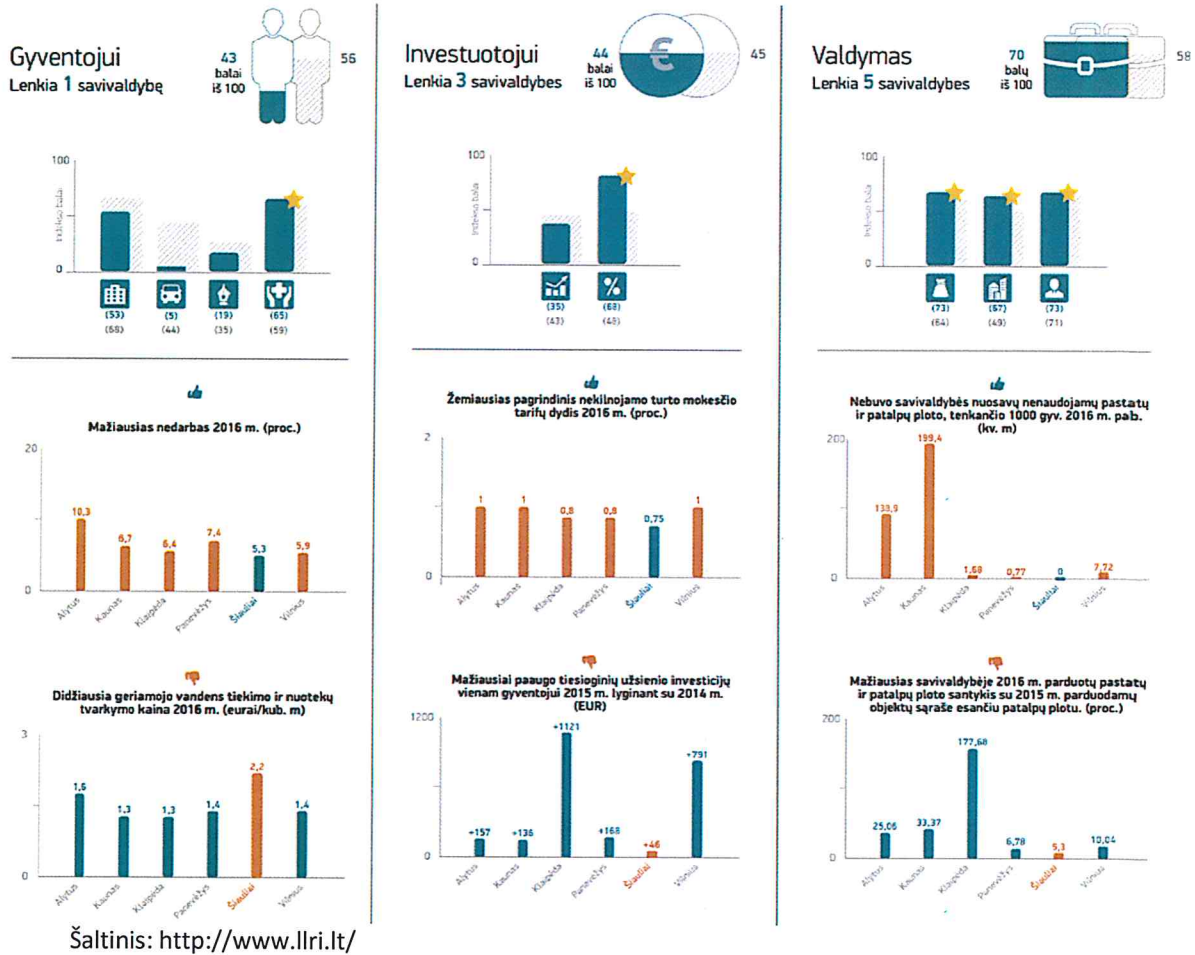 Gyventojui
Lenkia 1 savivaldybę
43
balai
iš 100
56
100
Indekso balai
0
(53) (5) (19) (65)
(68) (44) (35) (59)
Mažiausias nedarbas 2016 m. (proc.)
20
0
10,3
6,7
6,4
7,4
5,3
5,9
Alytus
Kaunas
Klaipėda
Panevėžys
Šiauliai
Vilnius
Didžiausia geriamojo vandens tiekimo ir nuotekų
tvarkymo kaina 2016 m. (eurai/kub. m)
3
0
1,6
1,3
1,3
1,4
2,2
1,4
Alytus
Kaunas
Klaipėda
Panevėžys
Šiauliai
Vilnius
Investuotojui
Lenkia 3 savivaldybes
44
balai
iš 100
€
45
100
Indekso balai
0
%
(35) (68)
(43) (48)
Žemiausias pagrindinis nekilnojamo turto mokesčio
tarifų dydis 2016 m. (proc.)
2
0
1
1
0,8
0,8
0,75
1
Alytus
Kaunas
Klaipėda
Panevėžys
Šiauliai
Vilnius
Mažiausiai paaugo tiesioginių užsienio investicijų
vienam gyventojui 2015 m. lyginant su 2014 m.
(EUR)
1200
0
+157
+136
+1121
+168
+46
+791
Alytus
Kaunas
Klaipėda
Panevėžys
Šiauliai
Vilnius
Valdymas
Lenkia 5 savivaldybes
70
balų
iš 100
58
100
Indekso balai
0
(73) (67) (73)
(64) (49) (71)
Nebuvo savivaldybės nuosavų nenaudojamų pastatų
ir patalpų ploto, tenkančio 1000 gyv. 2016 m. pab.
(kv. m)
200
0
138,9
199,4
1,68
0,77
0
7,72
Alytus
Kaunas
Klaipėda
Panevėžys
Šiauliai
Vilnius
Mažiausias savivaldybėje 2016 m. parduotų pastatų
ir patalpų ploto santykis su 2015 m. parduodamų
objektų sąraše esančiu patalpų plotu. (proc.)
200
0
25,06
33,37
177,68
6,78
5,3
10,04
Alytus
Kaunas
Klaipėda
Panevėžys
Šiauliai
Vilnius
Šaltinis: http://www.llri.lt/